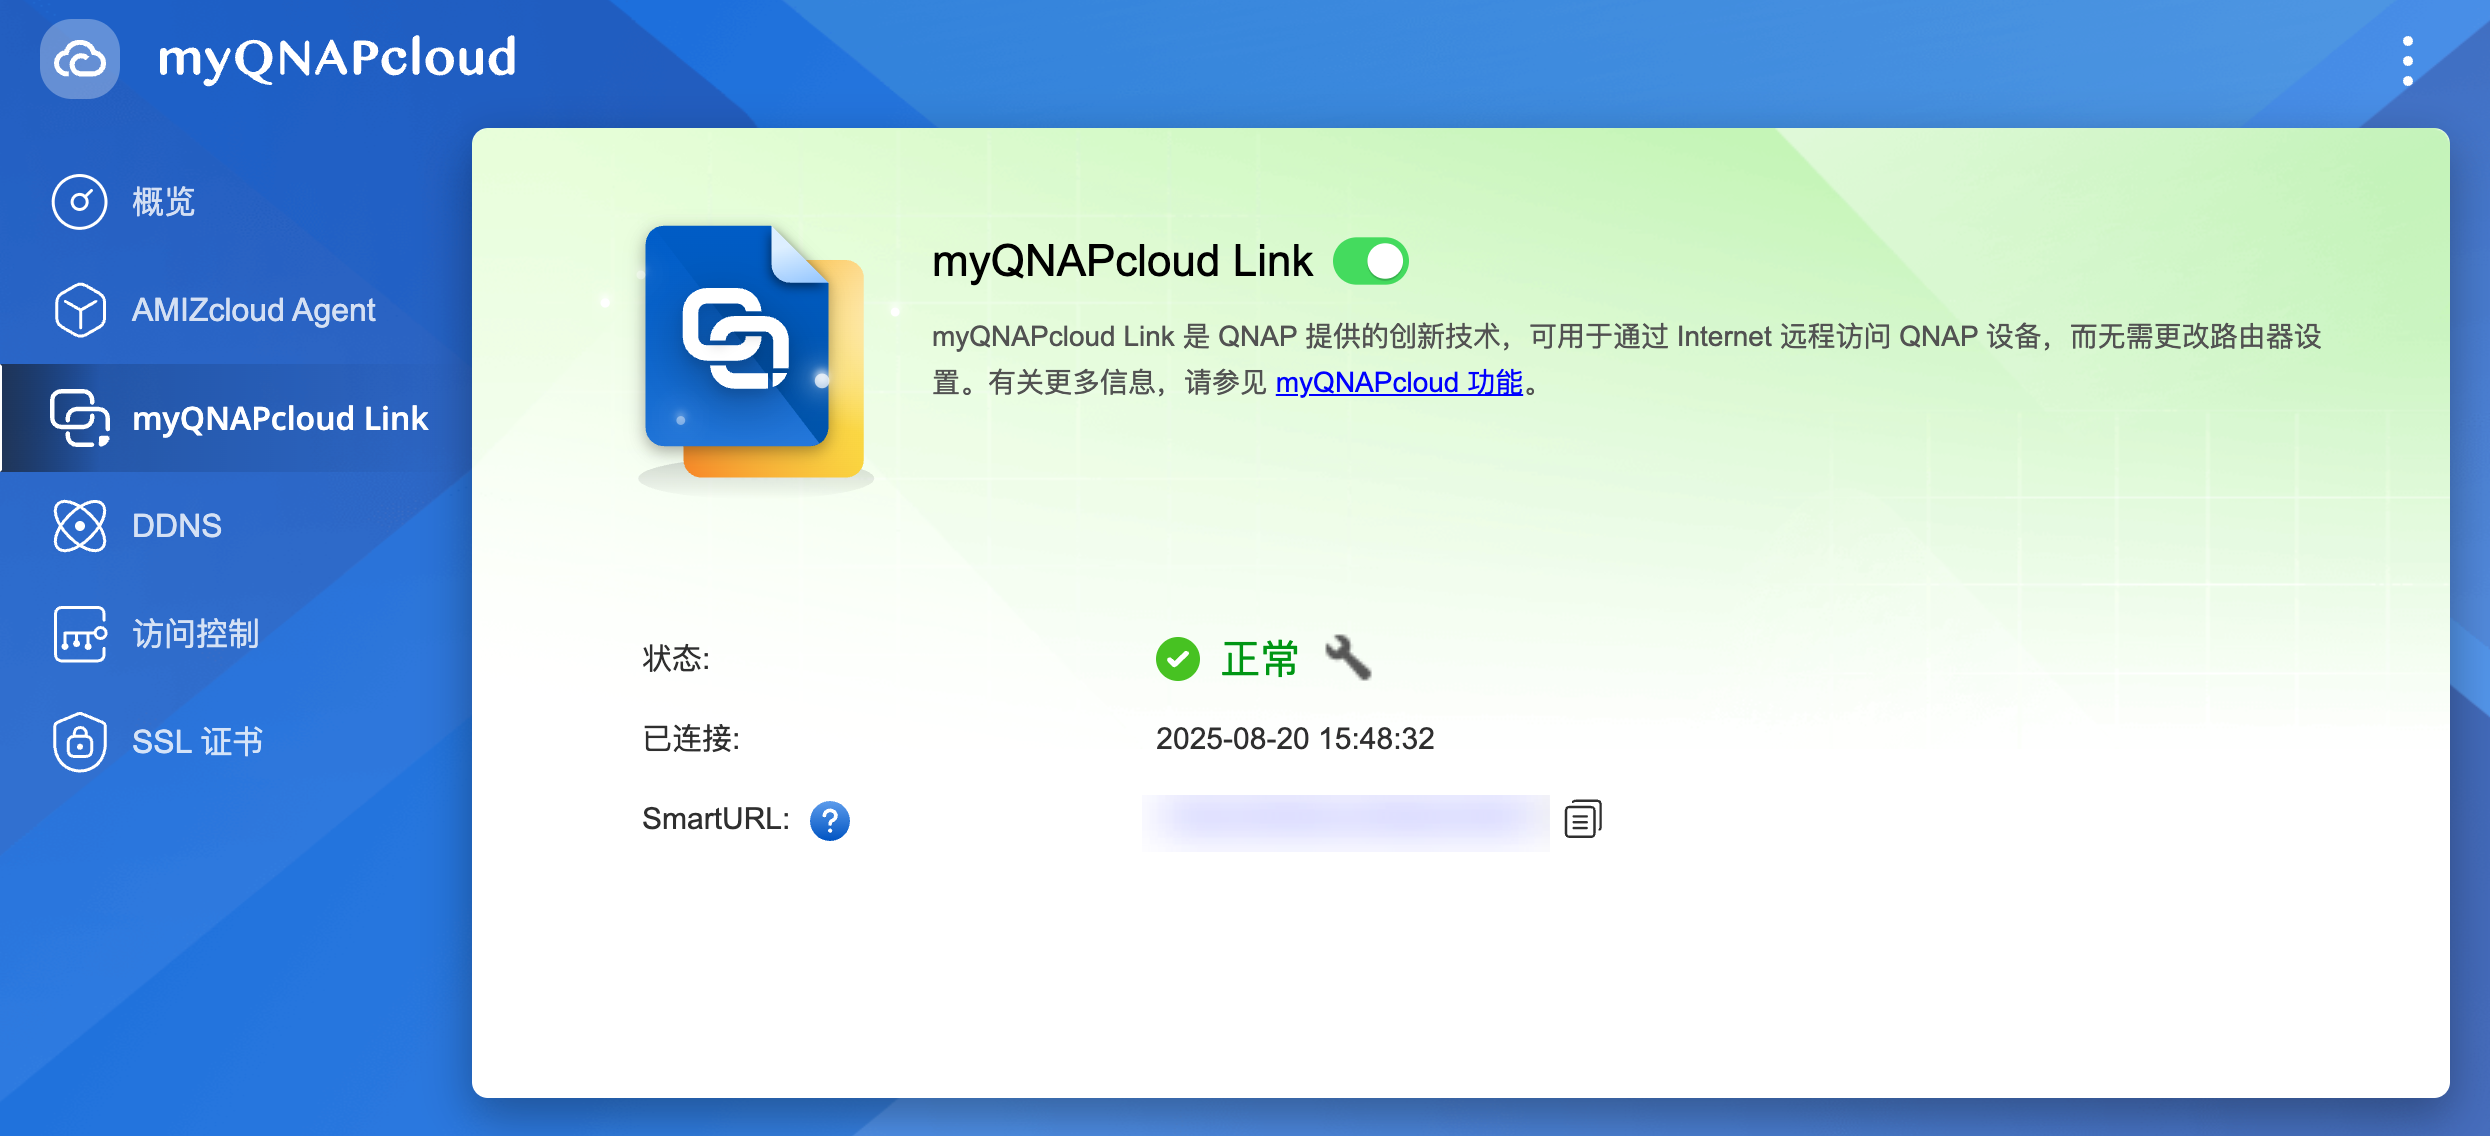 myQNAPcloud
概览
AMIZcloud Agent
myQNAPcloud Link
DDNS
访问控制
SSL 证书
myQNAPcloud Link
myQNAPcloud Link 是 QNAP 提供的创新技术，可用于通过 Internet 远程访问 QNAP 设备，而无需更改路由器设
置。有关更多信息，请参见 myQNAPcloud 功能。
状态: 正常
已连接: 2025-08-20 15:48:32
SmartURL: ?